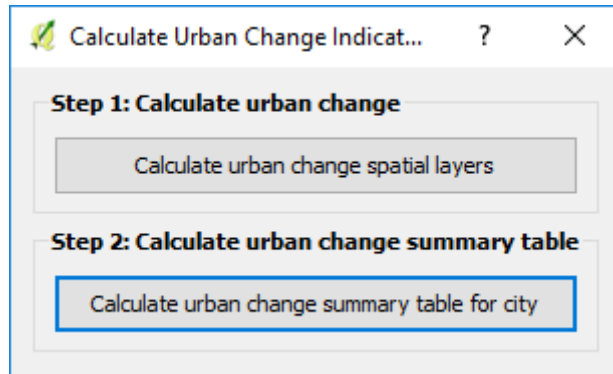 Calculate Urban Change Indicat... ?
Step 1: Calculate urban change
Calculate urban change spatial layers
Step 2: Calculate urban change summary table
Calculate urban change summary table for city